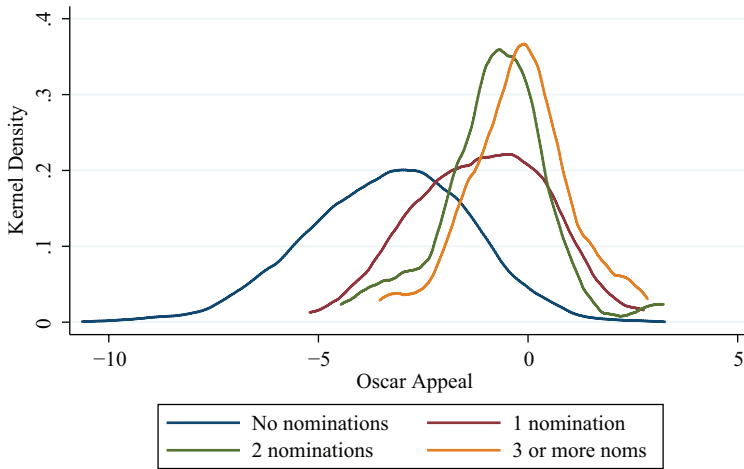 .4
.3
.2
.1
0
Kernel Density
−10 −5 0 5
Oscar Appeal
No nominations 1 nomination
2 nominations 3 or more noms